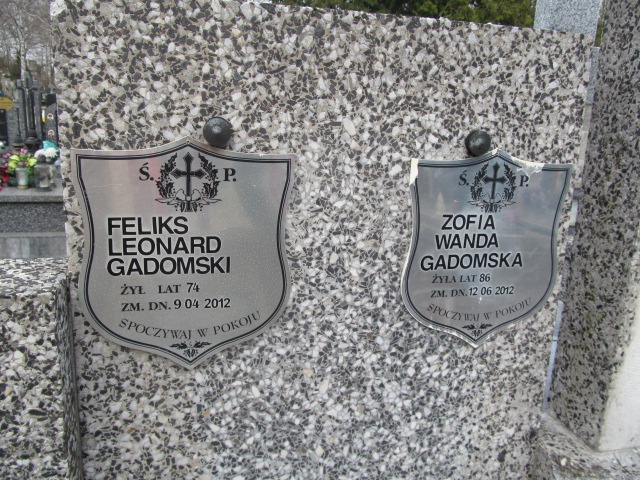 Ś. P.
FELIKS
LEONARD
GADOMSKI
ŻYŁ LAT 74
ZM. DN. 9 04 2012
SPOCZYWAJ W POKOJU
Ś. P.
ZOFIA
WANDA
GADOMSKA
ŻYŁA LAT 86
ZM. DN. 12 06 2012
SPOCZYWAJ W POKOJU